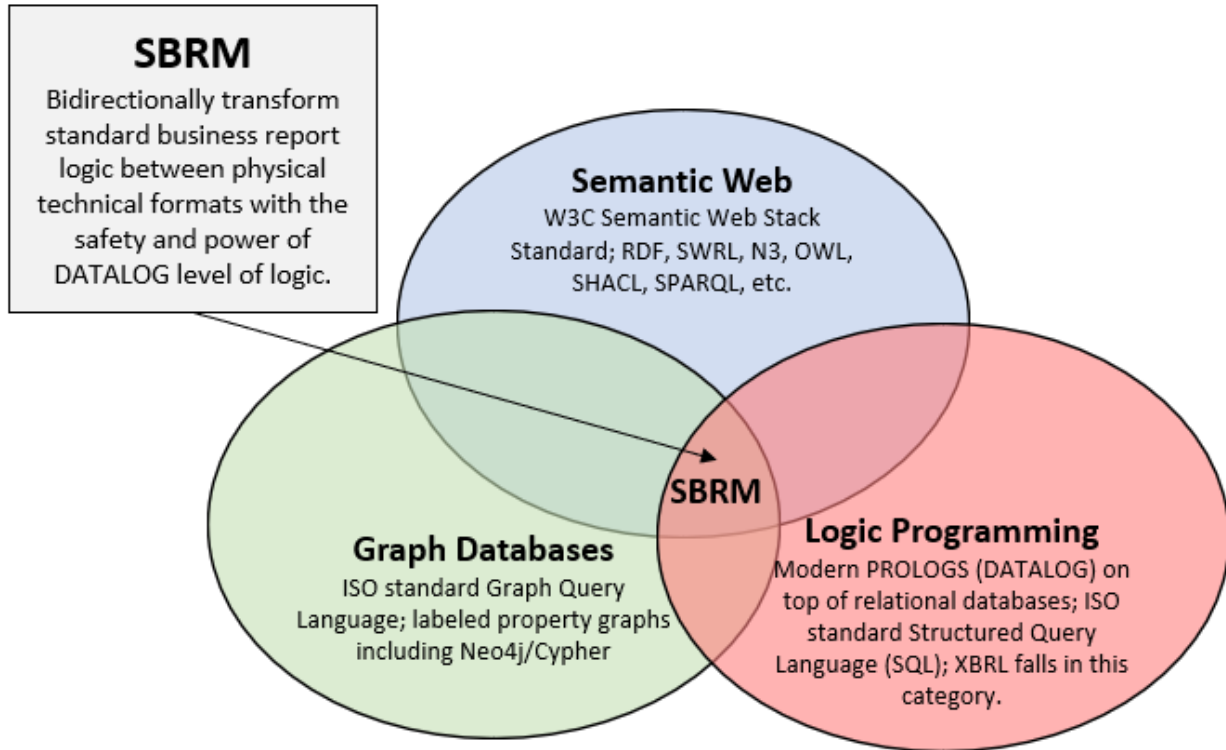 SBRM
Bidirectionally transform
standard business report
logic between physical
technical formats with the
safety and power of
DATALOG level of logic.
Semantic Web
W3C Semantic Web Stack
Standard; RDF, SWRL, N3, OWL,
SHACL, SPARQL, etc.
SBRM
Graph Databases
ISO standard Graph Query
Language; labeled property graphs
including Neo4j/Cypher
Logic Programming
Modern PROLOGS (DATALOG) on
top of relational databases; ISO
standard Structured Query
Language (SQL); XBRL falls in this
category.